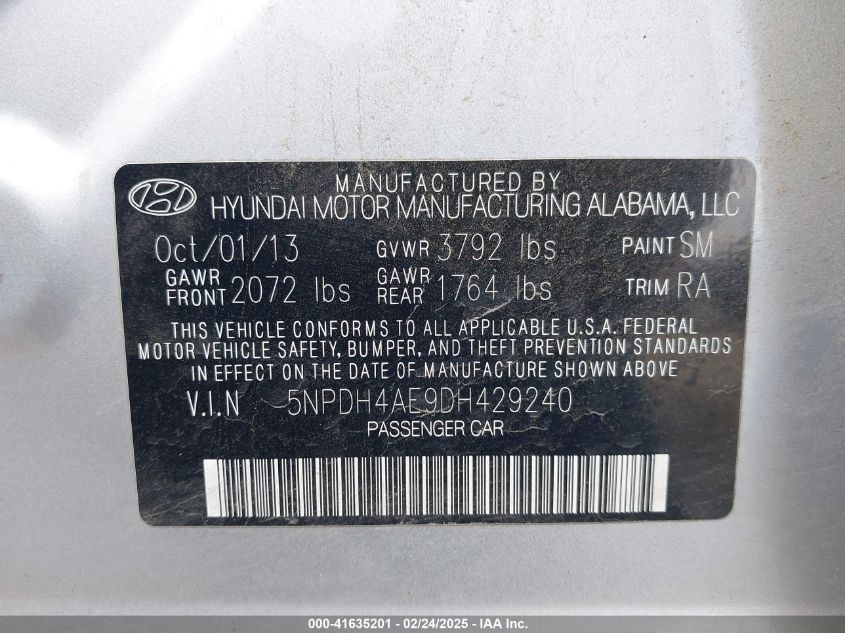 MANUFACTURED BY
HYUNDAI MOTOR MANUFACTURING ALABAMA, LLC
Oct/01/13 GVWR 3792 lbs PAINT SM
GAWR FRONT 2072 lbs GAWR REAR 1764 lbs TRIM RA
THIS VEHICLE CONFORMS TO ALL APPLICABLE U.S.A. FEDERAL
MOTOR VEHICLE SAFETY, BUMPER, AND THEFT PREVENTION STANDARDS
IN EFFECT ON THE DATE OF MANUFACTURE SHOWN ABOVE
V.I.N 5NPDH4AE9DH429240
PASSENGER CAR
000-41635201 - 02/24/2025 - IAA Inc.